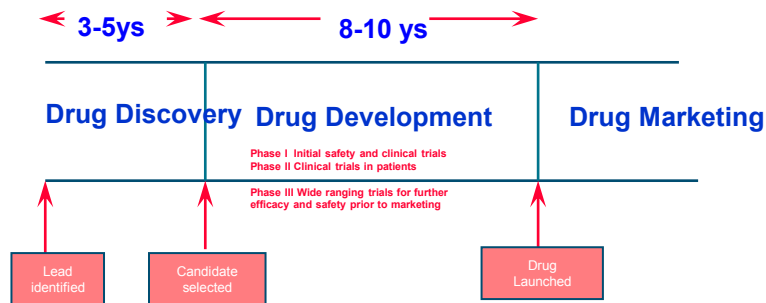 3-5ys
8-10 ys
Drug Discovery
Drug Development
Drug Marketing
Phase I Initial safety and clinical trials
Phase II Clinical trials in patients
Phase III Wide ranging trials for further
efficacy and safety prior to marketing
Lead
identified
Candidate
selected
Drug
Launched